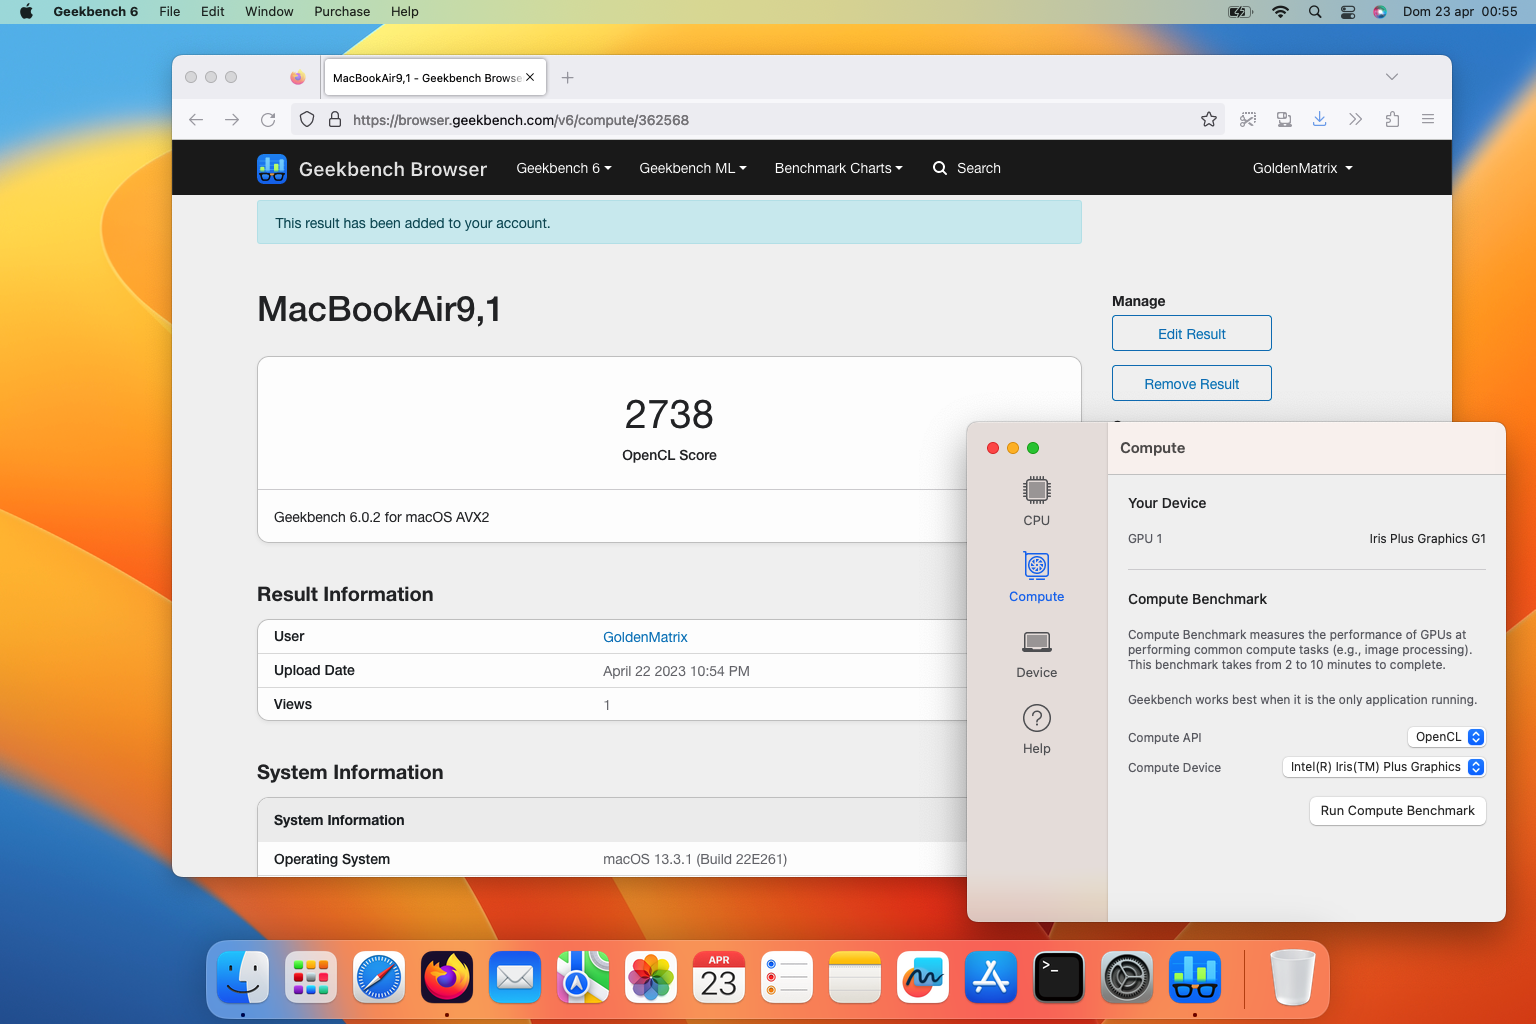 Geekbench 6 File Edit Window Purchase Help Dom 23 apr 00:55
MacBookAir9,1 - Geekbench Browse
https://browser.geekbench.com/v6/compute/362568
Geekbench Browser Geekbench 6 Geekbench ML Benchmark Charts Search GoldenMatrix
This result has been added to your account.
MacBookAir9,1
2738
OpenCL Score
Geekbench 6.0.2 for macOS AVX2
Manage
Edit Result
Remove Result
Result Information
User GoldenMatrix
Upload Date April 22 2023 10:54 PM
Views 1
System Information
System Information
Operating System macOS 13.3.1 (Build 22E261)
CPU
Compute
Device
Help
Compute
Your Device
GPU 1 Iris Plus Graphics G1
Compute Benchmark
Compute Benchmark measures the performance of GPUs at
performing common compute tasks (e.g., image processing).
This benchmark takes from 2 to 10 minutes to complete.
Geekbench works best when it is the only application running.
Compute API OpenCL
Compute Device Intel(R) Iris(TM) Plus Graphics
Run Compute Benchmark
APR
23
>_